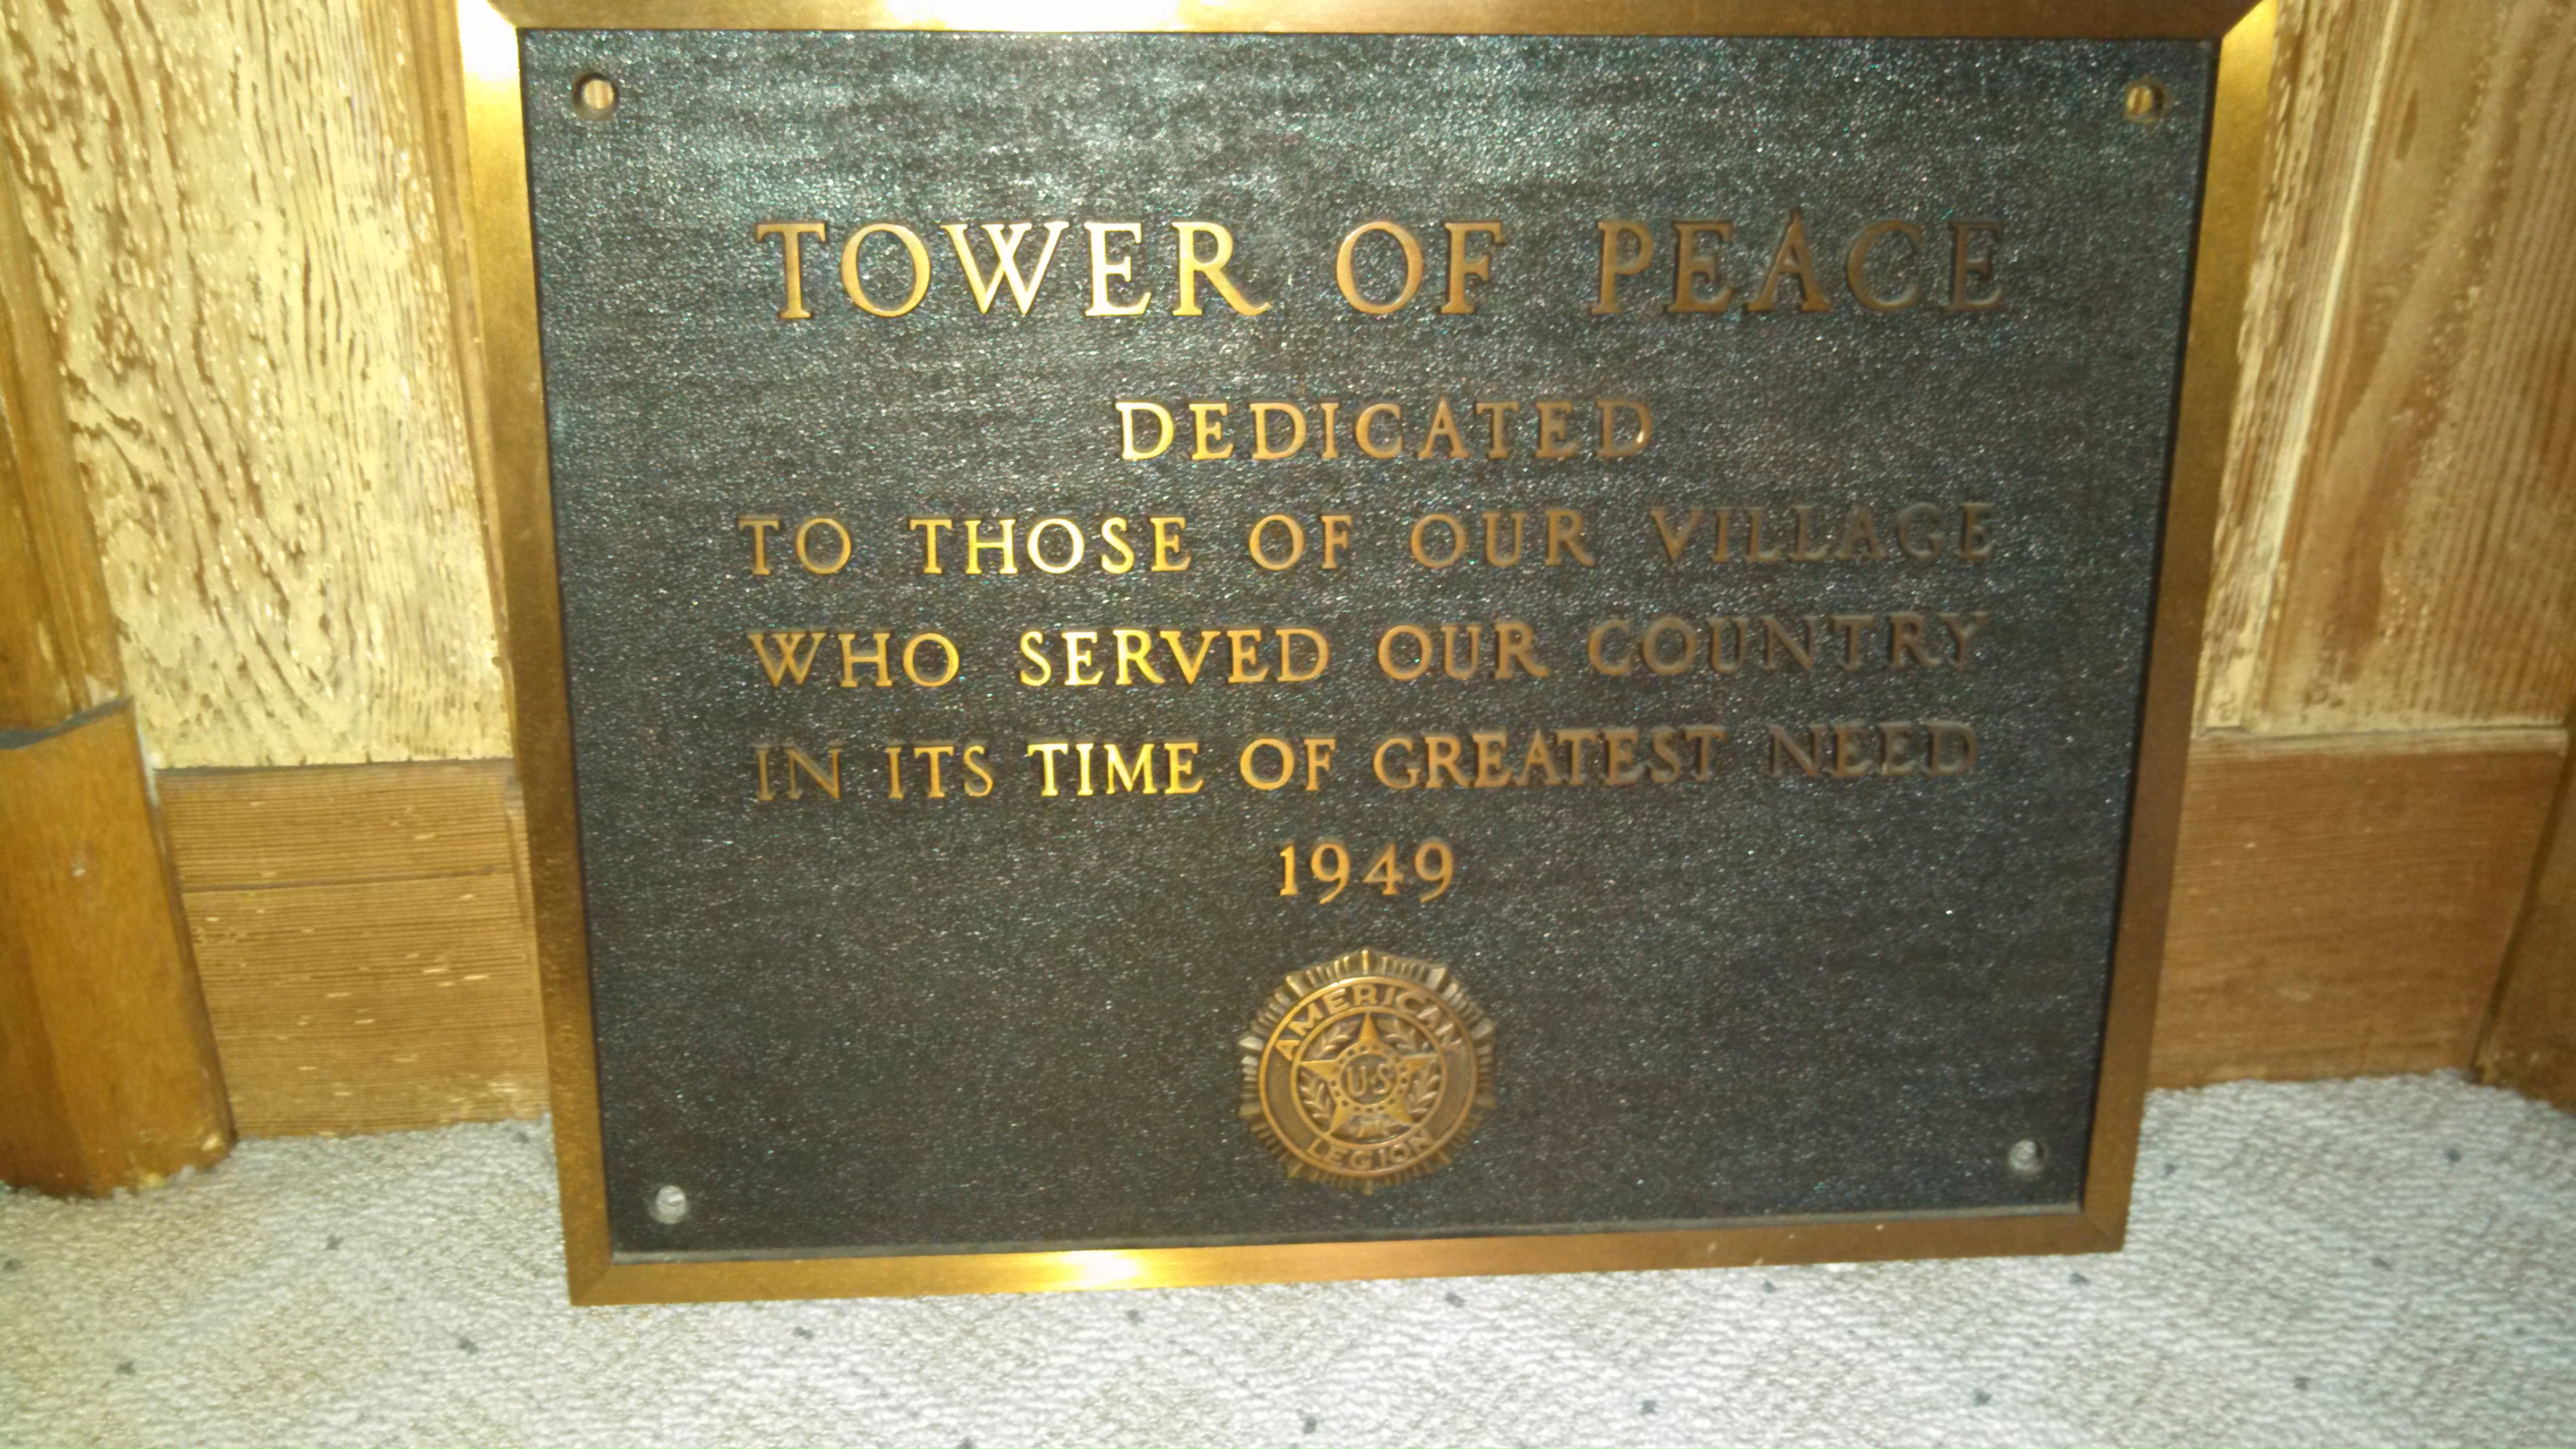 TOWER OF PEACE
DEDICATED
TO THOSE OF OUR VILLAGE
WHO SERVED OUR COUNTRY
IN ITS TIME OF GREATEST NEED
1949
AMERICAN
U·S
LEGION